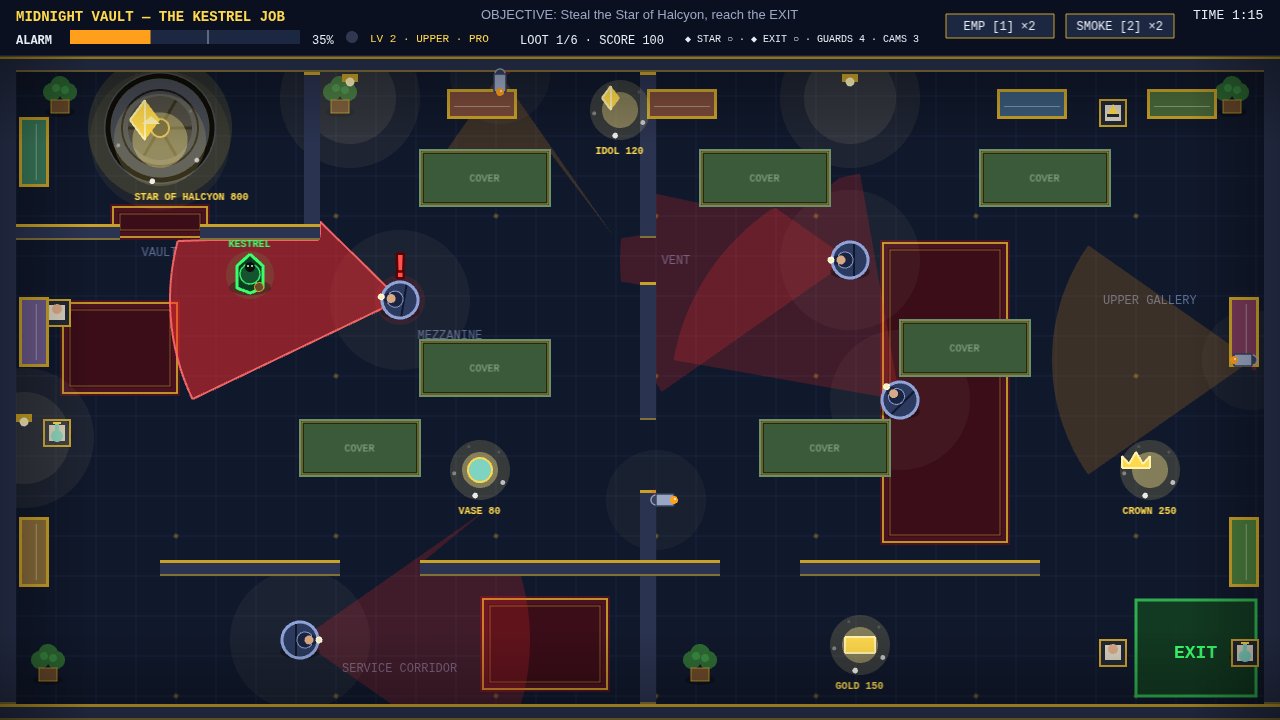 MIDNIGHT VAULT — THE KESTREL JOB
OBJECTIVE: Steal the Star of Halcyon, reach the EXIT
EMP [1] ×2
SMOKE [2] ×2
TIME 1:15
ALARM
35%
LV 2 · UPPER · PRO
LOOT 1/6 · SCORE 100
◆ STAR ○ · ◆ EXIT ○ · GUARDS 4 · CAMS 3
IDOL 120
COVER
COVER
COVER
STAR OF HALCYON 800
KESTREL
VAULT
!
VENT
UPPER GALLERY
MEZZANINE
COVER
COVER
COVER
COVER
VASE 80
CROWN 250
SERVICE CORRIDOR
GOLD 150
EXIT